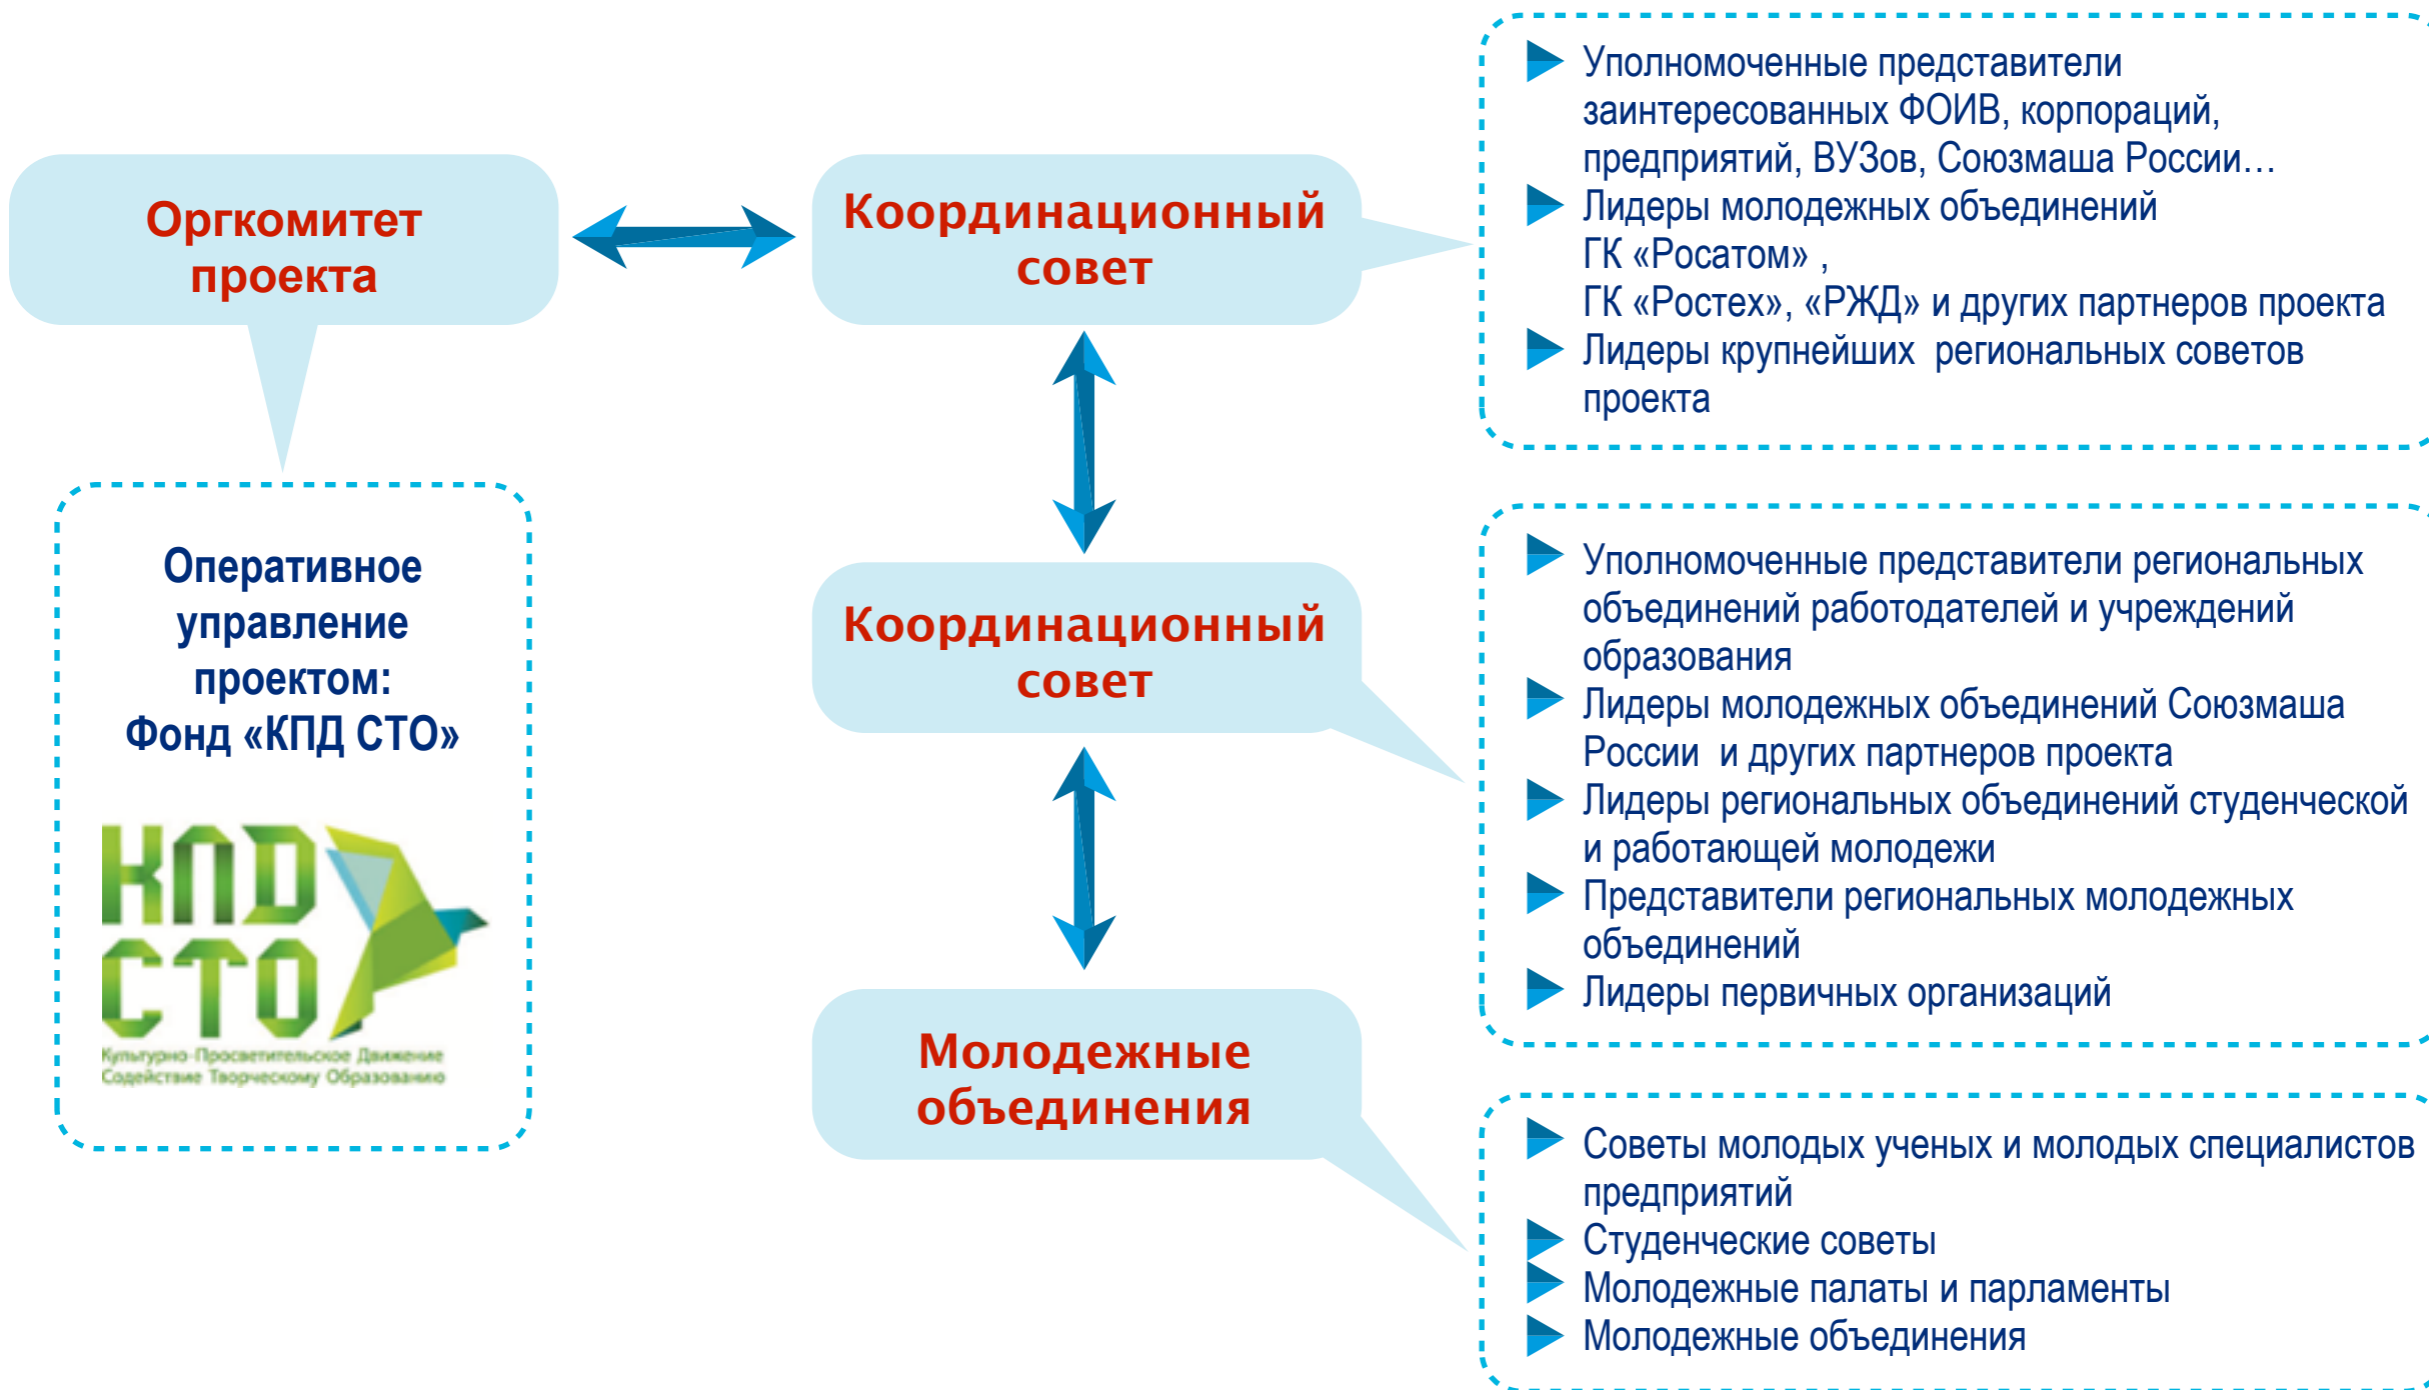 Оргкомитет
проекта
Оперативное
управление
проектом:
Фонд «КПД СТО»
КПД
СТО
Культурно-Просветительское Движение
Содействие Творческому Образованию
Координационный
совет
Уполномоченные представители
заинтересованных ФОИВ, корпораций,
предприятий, ВУЗов, Союзмаша России…
Лидеры молодежных объединений
ГК «Росатом» ,
ГК «Ростех», «РЖД» и других партнеров проекта
Лидеры крупнейших  региональных советов
проекта
Координационный
совет
Уполномоченные представители региональных
объединений работодателей и учреждений
образования
Лидеры молодежных объединений Союзмаша
России  и других партнеров проекта
Лидеры региональных объединений студенческой
и работающей молодежи
Представители региональных молодежных
объединений
Лидеры первичных организаций
Молодежные
объединения
Советы молодых ученых и молодых специалистов
предприятий
Студенческие советы
Молодежные палаты и парламенты
Молодежные объединения